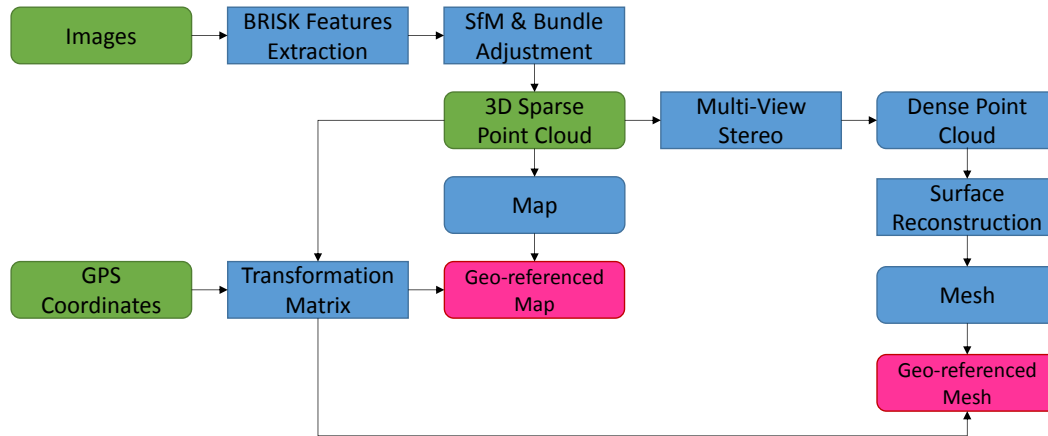 Images
BRISK Features
Extraction
SfM & Bundle
Adjustment
3D Sparse
Point Cloud
Multi-View
Stereo
Dense Point
Cloud
Map
Surface
Reconstruction
GPS
Coordinates
Transformation
Matrix
Geo-referenced
Map
Mesh
Geo-referenced
Mesh